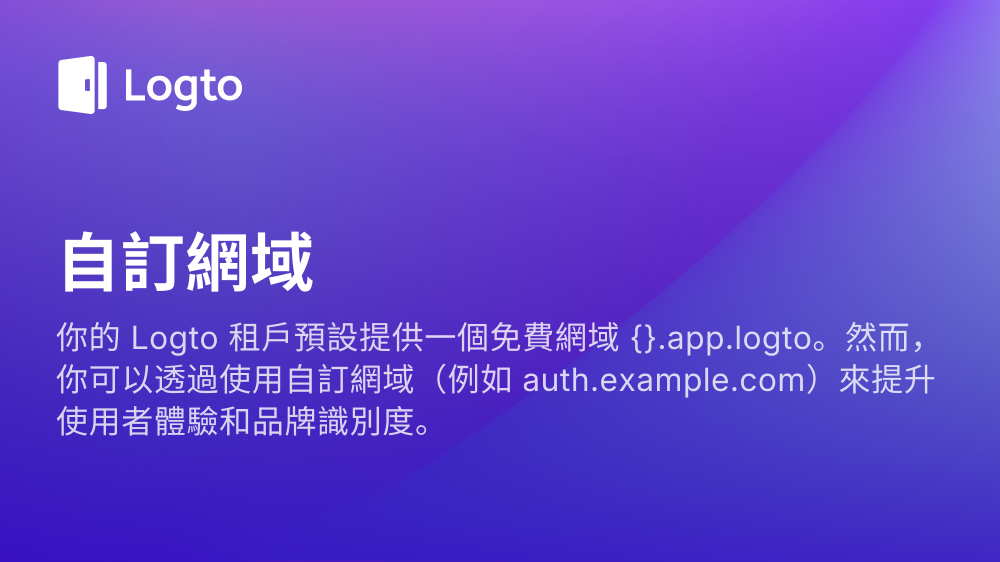 Logto
自訂網域
你的 Logto 租戶預設提供一個免費網域 {}.app.logto。然而，
你可以透過使用自訂網域（例如 auth.example.com）來提升
使用者體驗和品牌識別度。